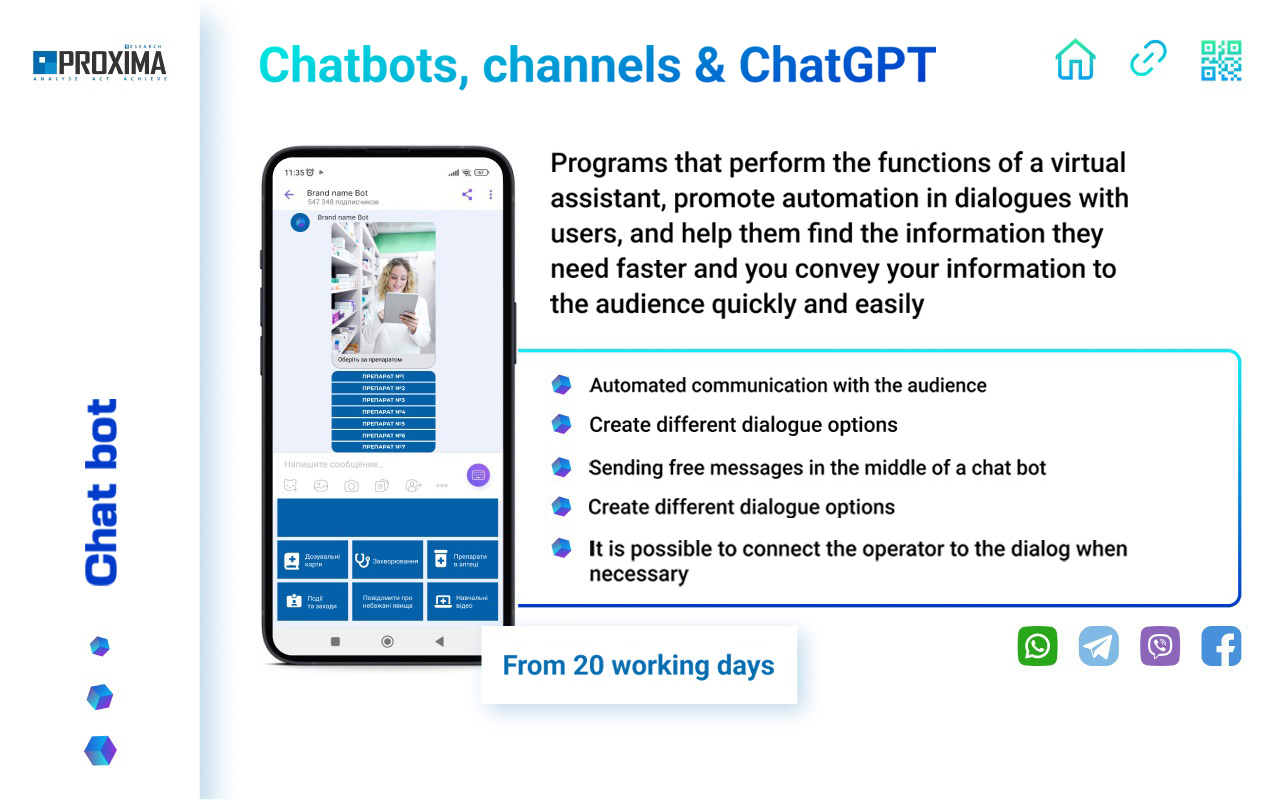 RESEARCH
PROXIMA
ANALYSE ACT ACHIEVE
Chatbots, channels & ChatGPT
Chat bot
11:35
67
Brand name Bot
547 348 подписчиков
Brand name Bot
Оберіть за препаратом
ПРЕПАРАТ №1
ПРЕПАРАТ №2
ПРЕПАРАТ №3
ПРЕПАРАТ №4
ПРЕПАРАТ №5
ПРЕПАРАТ №6
ПРЕПАРАТ №7
Напишите сообщение...
Дозувальні
карти
Захворювання
Препарати
в аптеці
Події
та заходи
Повідомити про
небажані явища
Навчальні
відео
Programs that perform the functions of a virtual
assistant, promote automation in dialogues with
users, and help them find the information they
need faster and you convey your information to
the audience quickly and easily
Automated communication with the audience
Create different dialogue options
Sending free messages in the middle of a chat bot
Create different dialogue options
It is possible to connect the operator to the dialog when
necessary
From 20 working days